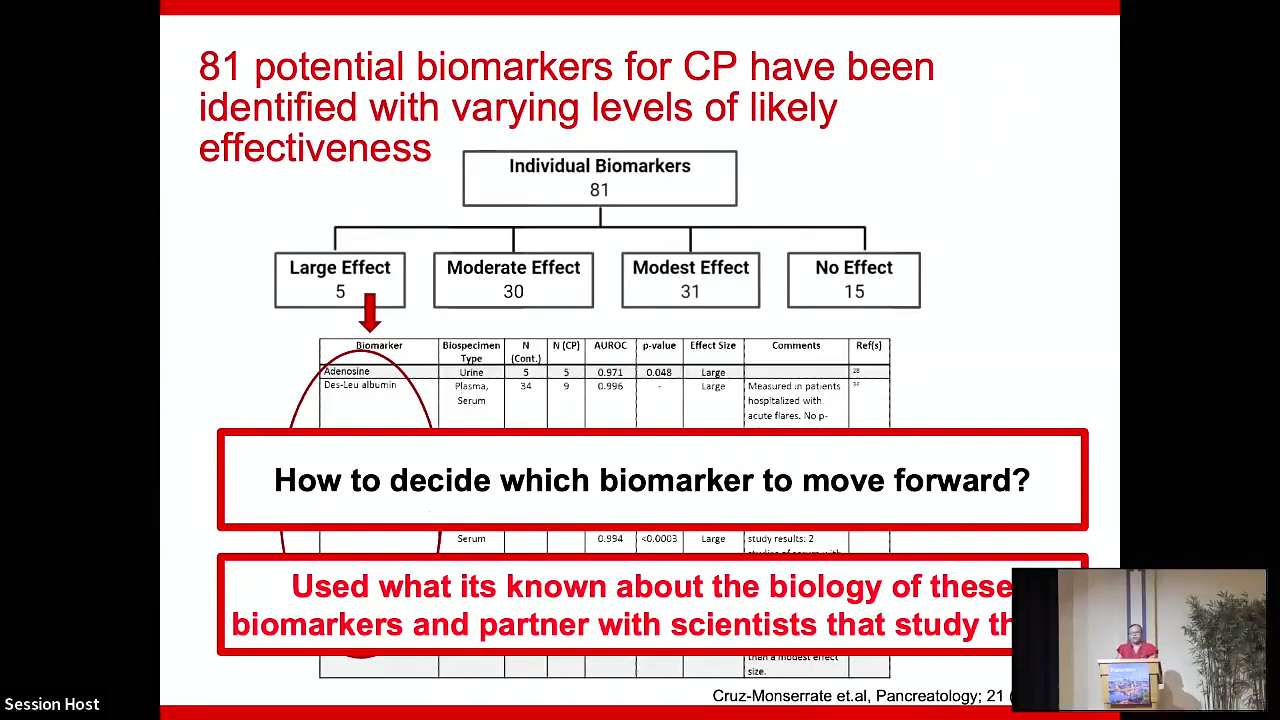 81 potential biomarkers for CP have been
identified with varying levels of likely
effectiveness
Individual Biomarkers
81
Large Effect
5
Moderate Effect
30
Modest Effect
31
No Effect
15
Biomarker Biospecimen Type N (Cont.) N (CP) AUROC p-value Effect Size Comments Ref(s)
Adenosine Urine 5 5 0.971 0.048 Large 28
Des-Leu albumin Plasma, Serum 34 9 0.996 - Large Measured in patients
hospitalized with
acute flares. No p-
How to decide which biomarker to move forward?
Serum 0.994 <0.0003 Large study results: 2
Used what its known about the biology of these
biomarkers and partner with scientists that study
than a modest effect
size.
Cruz-Monserrate et.al, Pancreatology; 21
Session Host